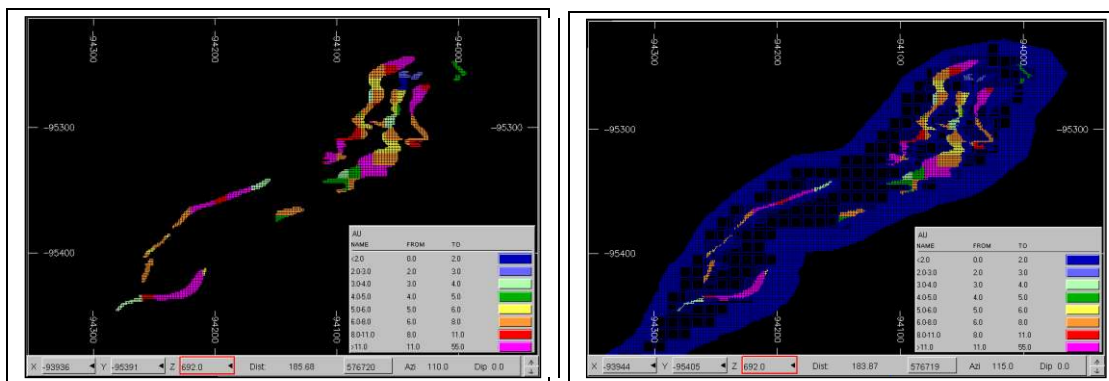 -94300 -94200 -94100 -94000
-95300 -95300
-95400
AU
NAME FROM TO
<2.0 0.0 2.0
2.0-3.0 2.0 3.0
3.0-4.0 3.0 4.0
4.0-5.0 4.0 5.0
5.0-6.0 5.0 6.0
6.0-8.0 6.0 8.0
8.0-11.0 8.0 11.0
>11.0 11.0 55.0
-94300 -94200 -94100
X -93936 Y -95391 Z 692.0 Dist: 185.68 576720 Azi 110.0 Dip 0.0
-94300 -94200 -94100 -94000
-95300 -95300
-95400
AU
NAME FROM TO
<2.0 0.0 2.0
2.0-3.0 2.0 3.0
3.0-4.0 3.0 4.0
4.0-5.0 4.0 5.0
5.0-6.0 5.0 6.0
6.0-8.0 6.0 8.0
8.0-11.0 8.0 11.0
>11.0 11.0 55.0
-94300 -94200 -94100
X -93944 Y -95405 Z 692.0 Dist: 183.87 576719 Azi 115.0 Dip 0.0